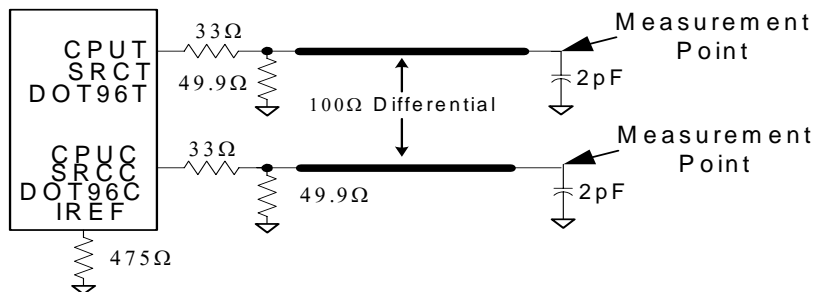 CPUT
SRCT
DOT96T
33Ω
49.9Ω
Measurement
Point
2pF
100Ω Differential
CPUC
SRCC
DOT96C
IREF
33Ω
49.9Ω
Measurement
Point
2pF
475Ω